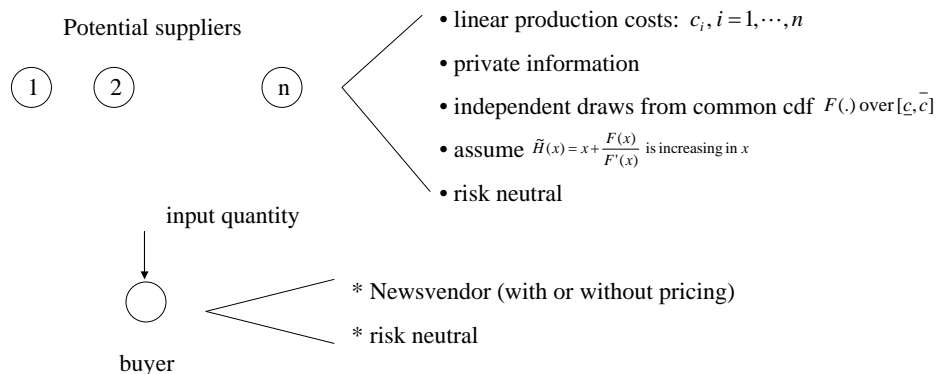 Potential suppliers
1 2 n
• linear production costs: c_i, i = 1,⋯,n
• private information
• independent draws from common cdf F(.) over [c̲, c̄]
• assume H̃(x) = x + F(x)/F'(x) is increasing in x
• risk neutral
input quantity
* Newsvendor (with or without pricing)
* risk neutral
buyer